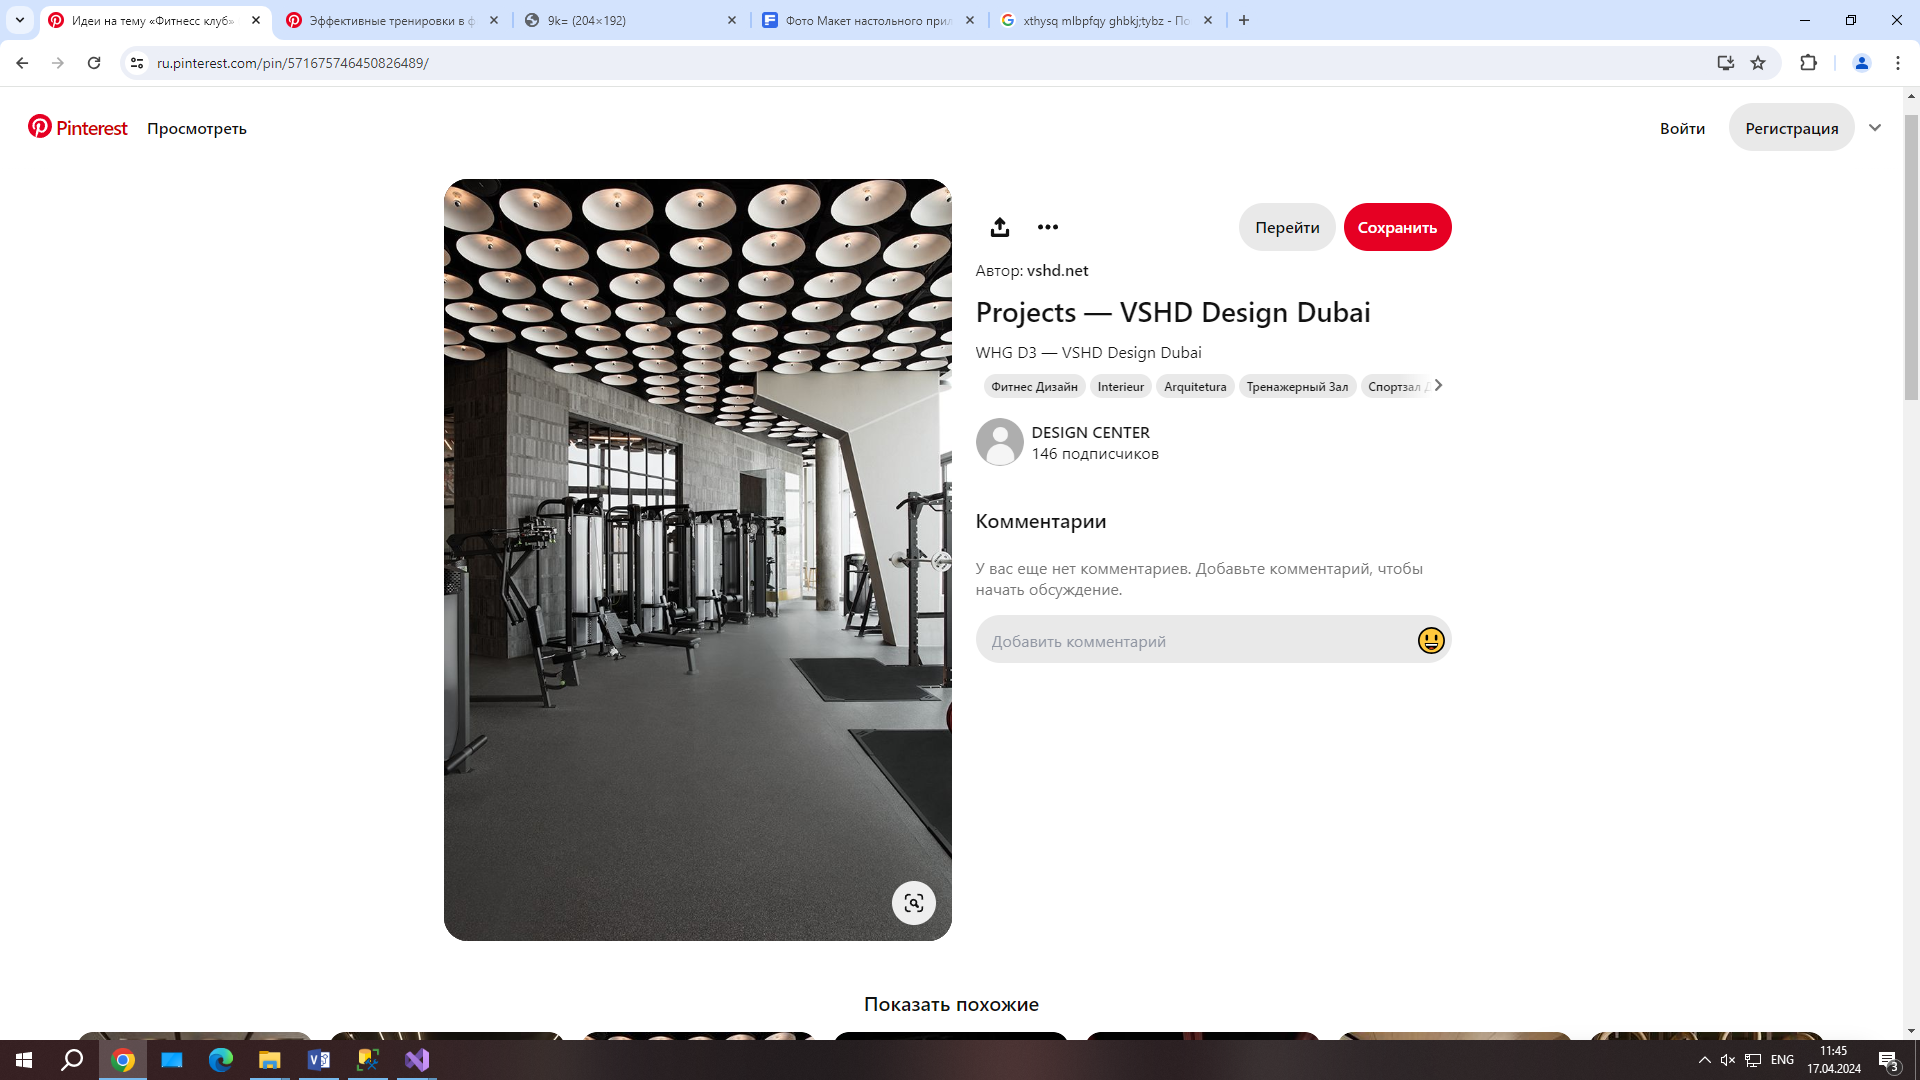 Идеи на тему «Фитнесс клуб»
Эффективные тренировки в ф
9k= (204×192)
Фото Макет настольного прил
xthysq mlbpfqy ghbkj;tybz - По
ru.pinterest.com/pin/571675746450826489/
Pinterest
Просмотреть
Войти
Регистрация
Перейти
Сохранить
Автор: vshd.net
Projects — VSHD Design Dubai
WHG D3 — VSHD Design Dubai
Фитнес Дизайн
Interieur
Arquitetura
Тренажерный Зал
Спортзал Д
DESIGN CENTER
146 подписчиков
Комментарии
У вас еще нет комментариев. Добавьте комментарий, чтобы
начать обсуждение.
Добавить комментарий
Показать похожие
ENG
11:45
17.04.2024
3